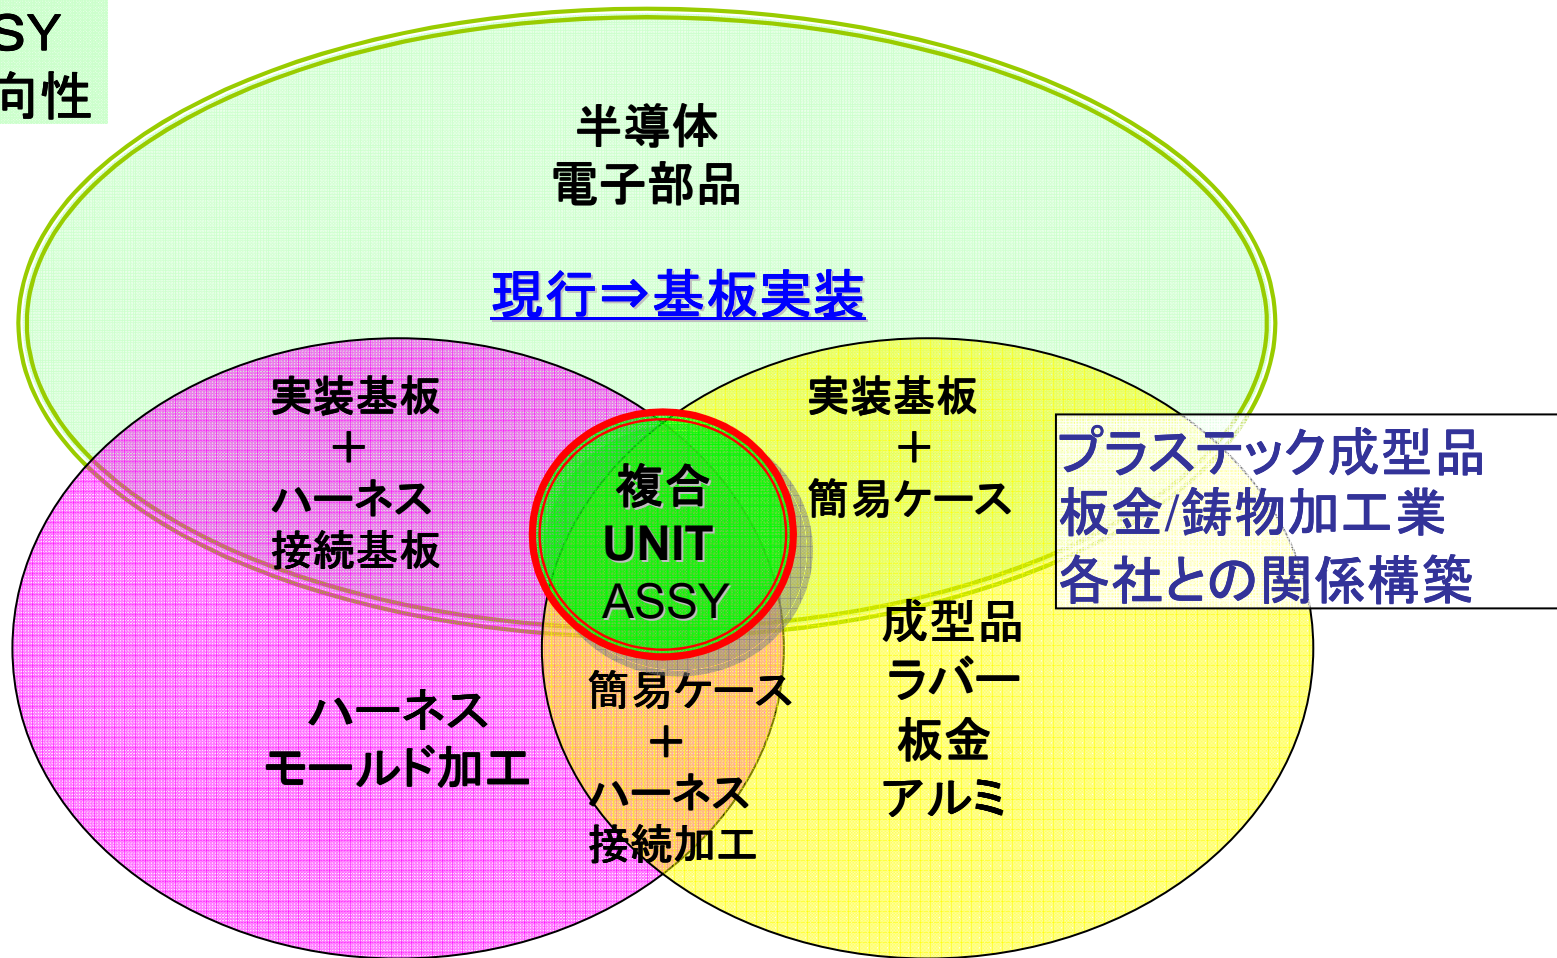 SY
向性
半導体
電子部品
現行⇒基板実装
実装基板
＋
ハーネス
接続基板
実装基板
＋
簡易ケース
複合
UNIT
ASSY
プラステック成型品
板金/鋳物加工業
各社との関係構築
ハーネス
モールド加工
簡易ケース
＋
ハーネス
接続加工
成型品
ラバー
板金
アルミ